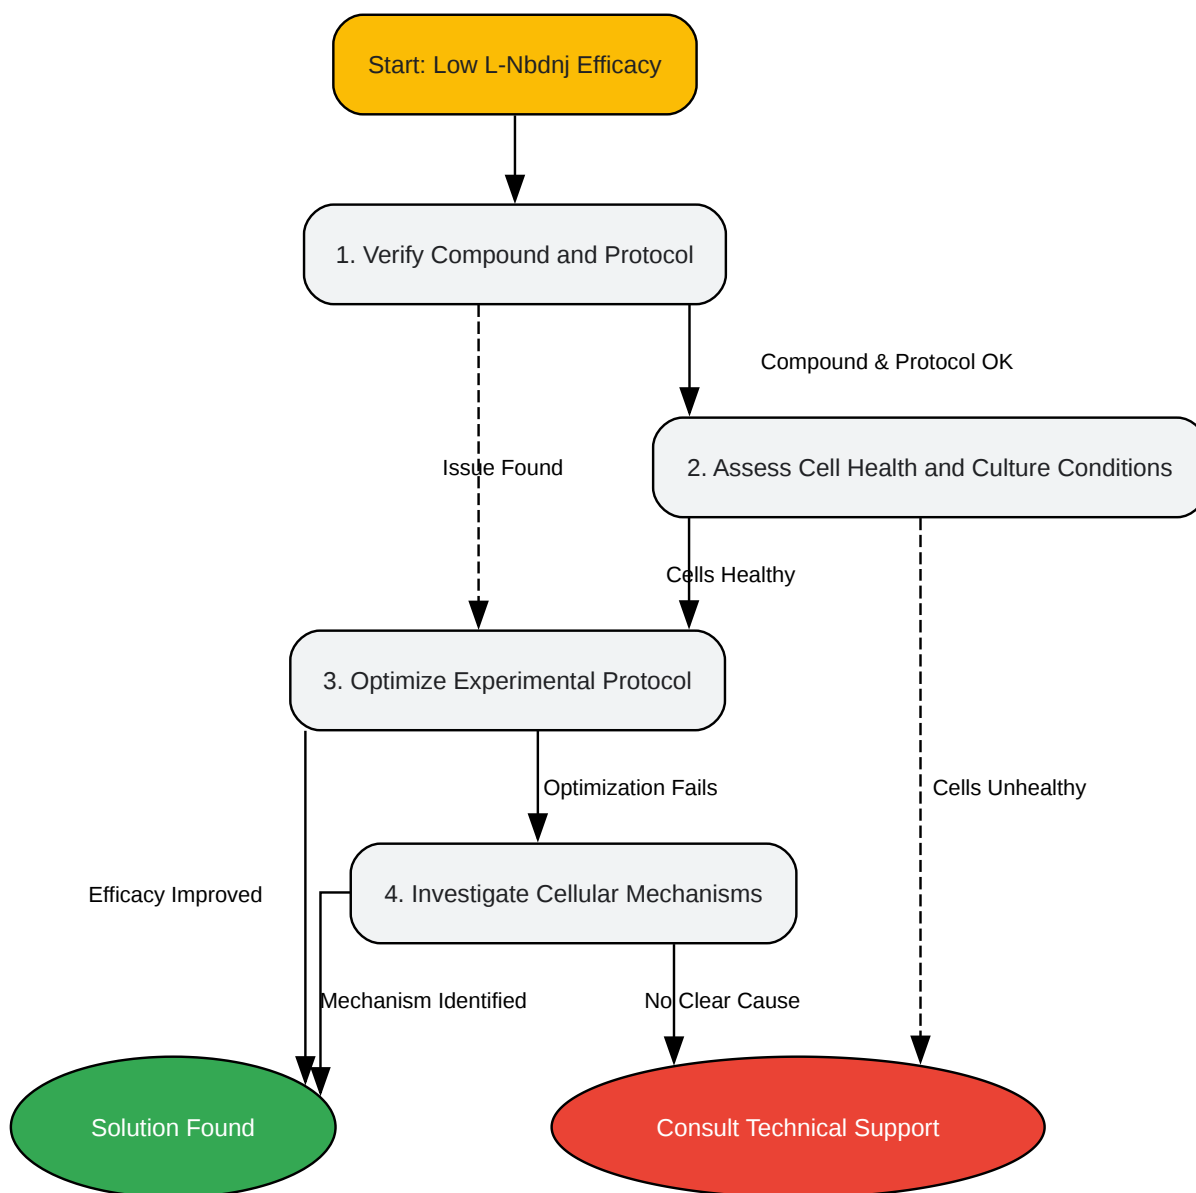 Start: Low L-Nbdnj Efficacy
1. Verify Compound and Protocol
Compound & Protocol OK
Issue Found
2. Assess Cell Health and Culture Conditions
Cells Healthy
3. Optimize Experimental Protocol
Optimization Fails
Cells Unhealthy
Efficacy Improved
4. Investigate Cellular Mechanisms
Mechanism Identified
No Clear Cause
Solution Found
Consult Technical Support